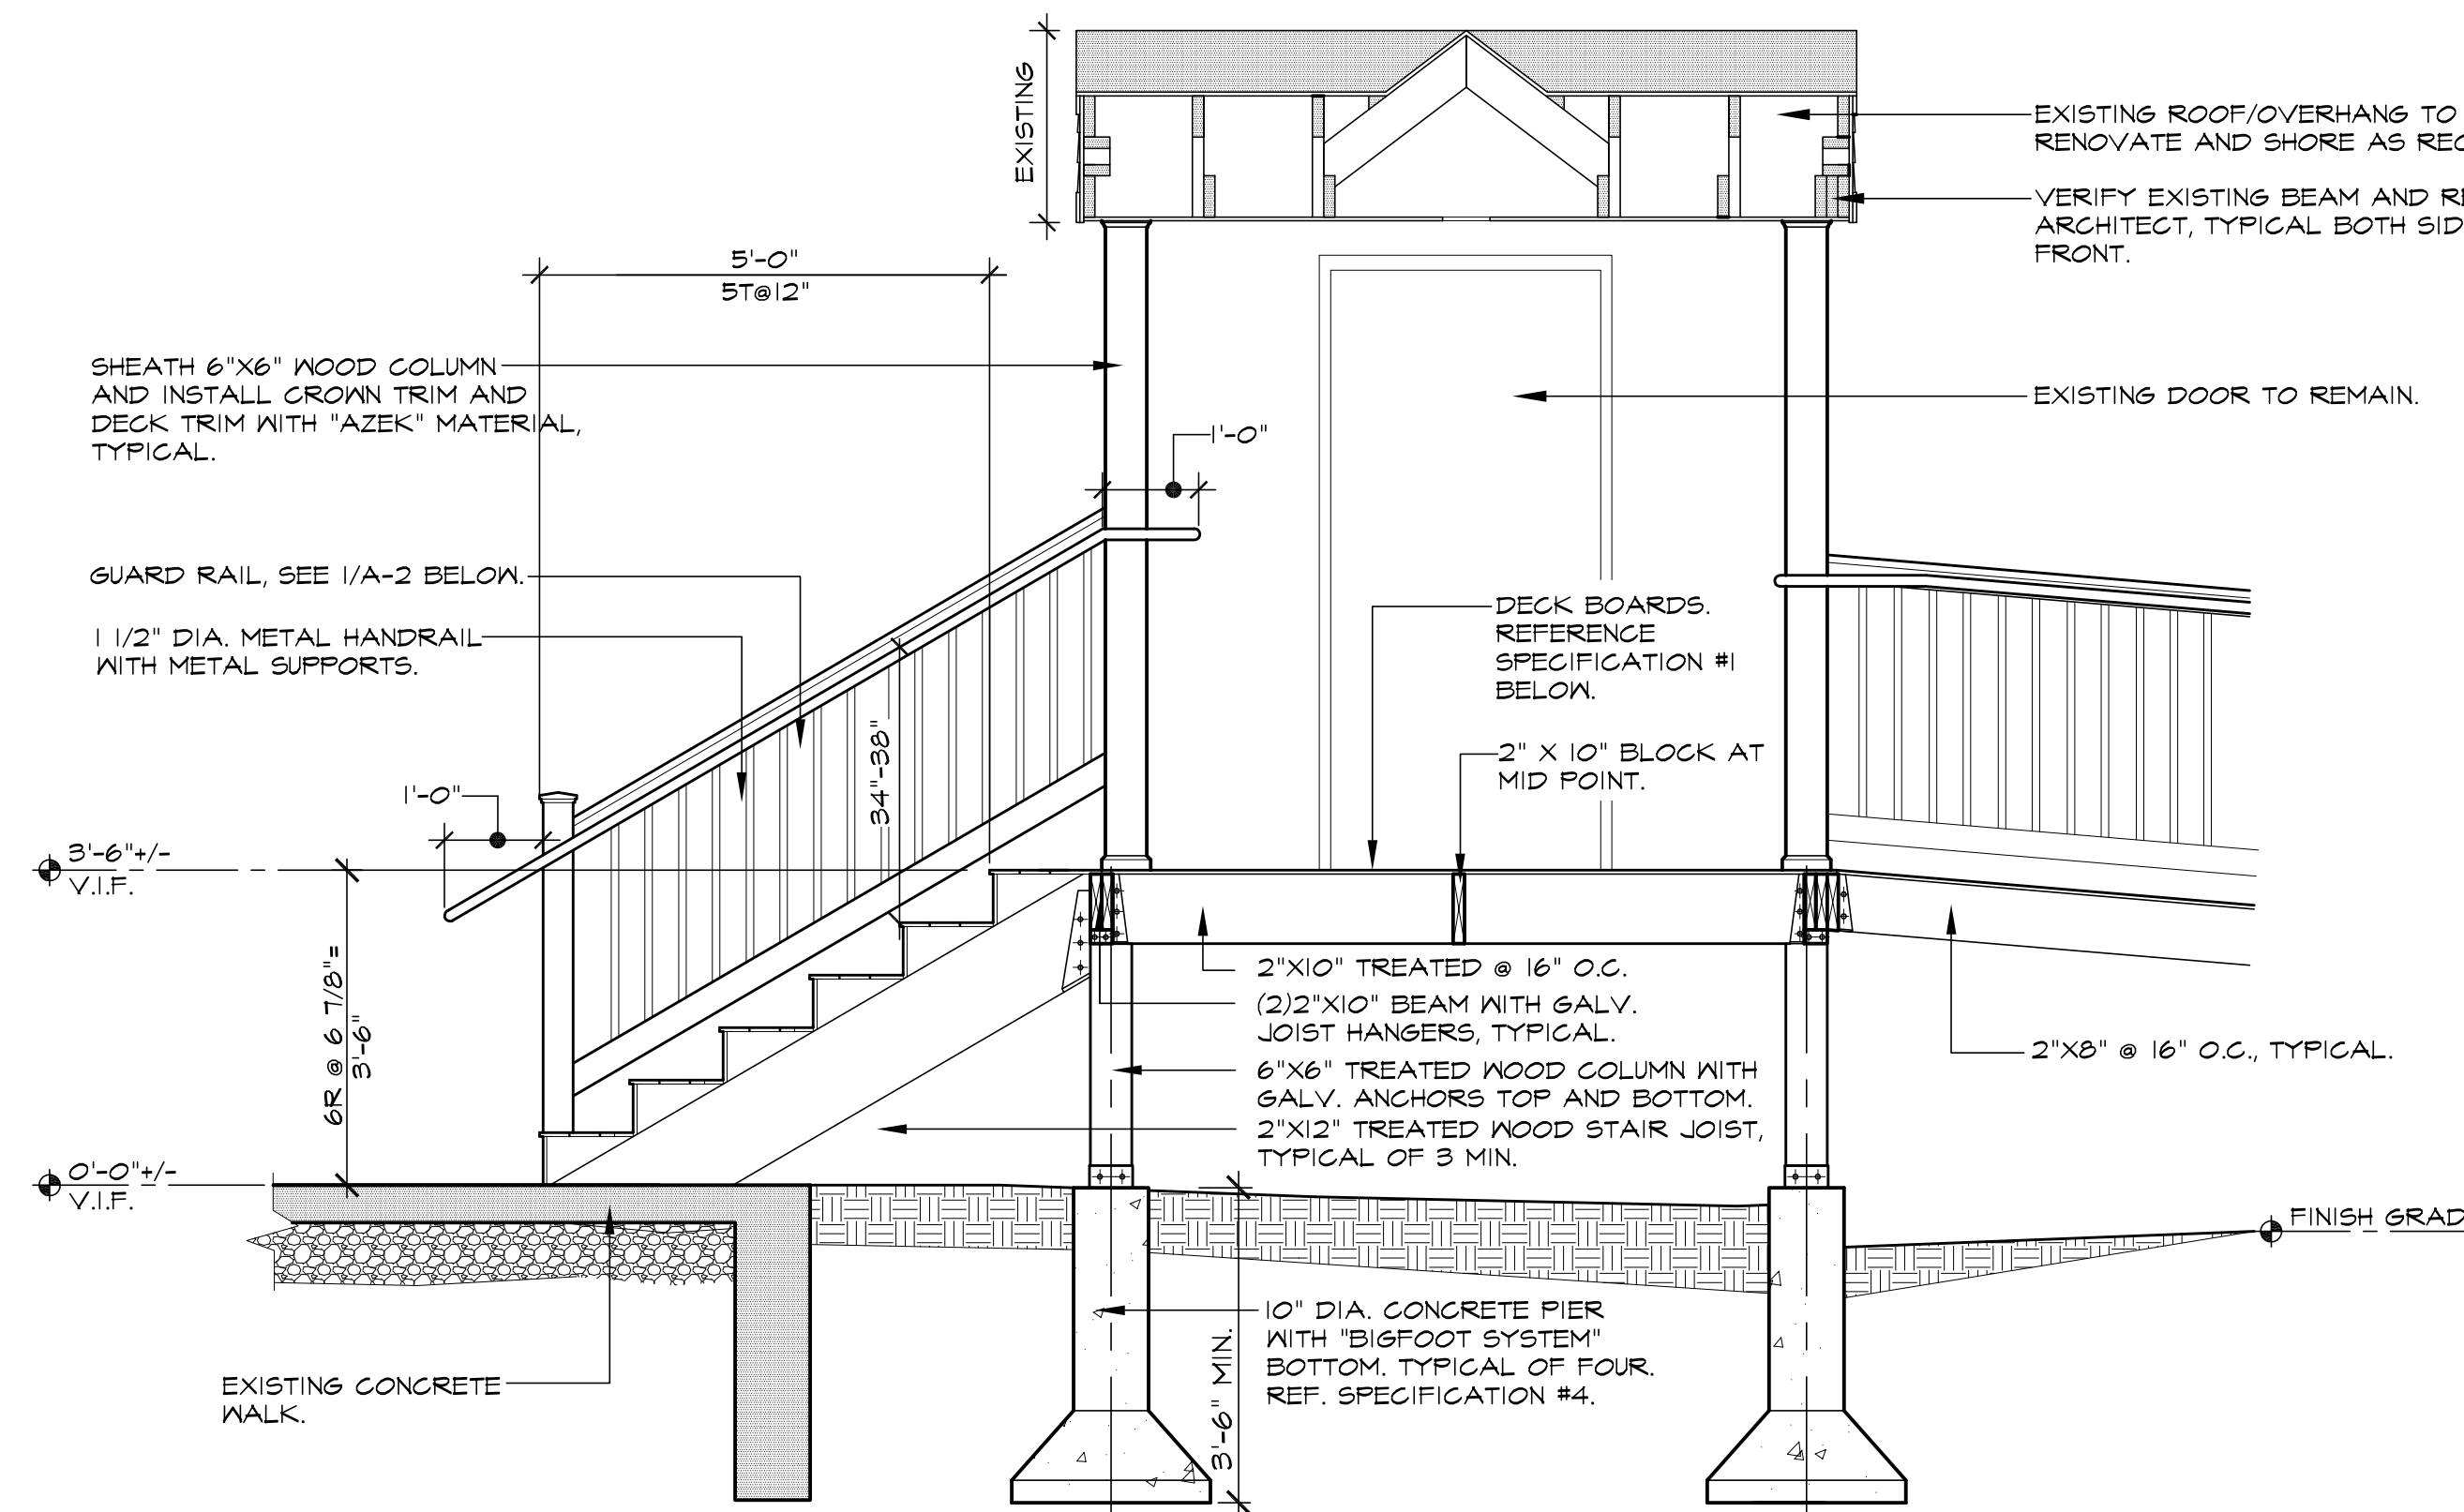 EXISTING
EXISTING ROOF/OVERHANG TO
RENOVATE AND SHORE AS
VERIFY EXISTING BEAM AND
ARCHITECT, TYPICAL BOTH
FRONT.
5'-0"
5T@12"
SHEATH 6"X6" WOOD COLUMN
AND INSTALL CROWN TRIM AND
DECK TRIM WITH "AZEK" MATERIAL,
TYPICAL.
EXISTING DOOR TO REMAIN.
1'-0"
GUARD RAIL, SEE 1/A-2 BELOW.
1 1/2" DIA. METAL HANDRAIL
WITH METAL SUPPORTS.
DECK BOARDS.
REFERENCE
SPECIFICATION #1
BELOW.
34"-38"
2" X 10" BLOCK AT
MID POINT.
1'-0"
3'-6"+/-
V.I.F.
6R @ 6 7/8"=
3'-6"
2"X10" TREATED @ 16" O.C.
(2)2"X10" BEAM WITH GALV.
JOIST HANGERS, TYPICAL.
6"X6" TREATED WOOD COLUMN WITH
GALV. ANCHORS TOP AND BOTTOM.
2"X12" TREATED WOOD STAIR JOIST,
TYPICAL OF 3 MIN.
2"X8" @ 16" O.C., TYPICAL.
0'-0"+/-
V.I.F.
FINISH
10" DIA. CONCRETE PIER
WITH "BIGFOOT SYSTEM"
BOTTOM. TYPICAL OF FOUR.
REF. SPECIFICATION #4.
3'-6" MIN.
EXISTING CONCRETE
WALK.